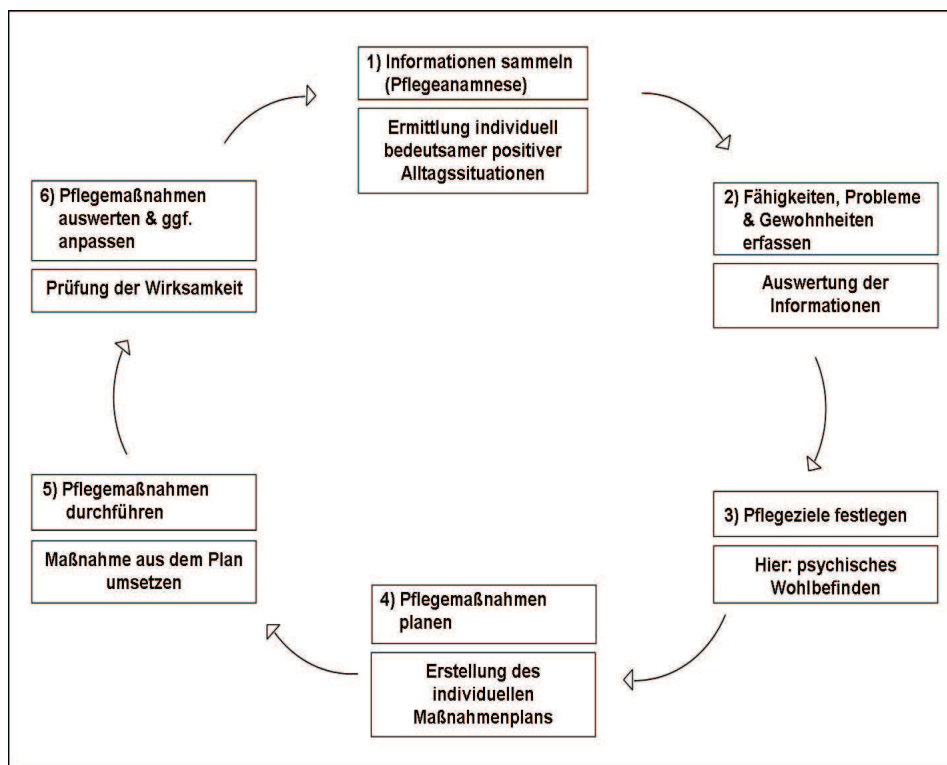 1) Informationen sammeln
(Pflegeanamnese)
Ermittlung individuell
bedeutsamer positiver
Alltagssituationen
2) Fähigkeiten, Probleme
& Gewohnheiten
erfassen
Auswertung der
Informationen
3) Pflegeziele festlegen
Hier: psychisches
Wohlbefinden
4) Pflegemaßnahmen
planen
Erstellung des
individuellen
Maßnahmenplans
5) Pflegemaßnahmen
durchführen
Maßnahme aus dem Plan
umsetzen
6) Pflegemaßnahmen
auswerten & ggf.
anpassen
Prüfung der Wirksamkeit